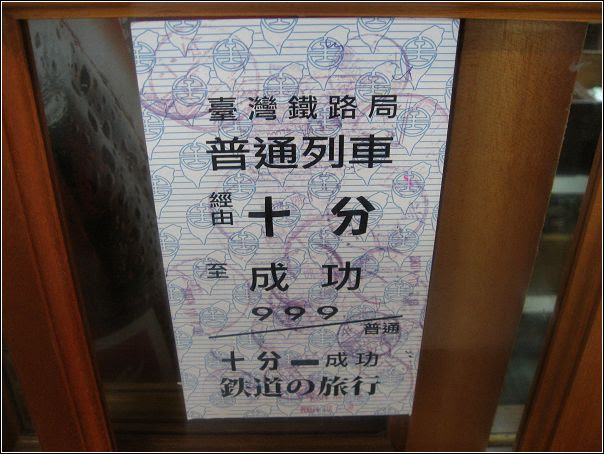 臺灣鐵路局
普通列車
經由 十分
至 成功
999
普通
十分－成功
鉄道の旅行